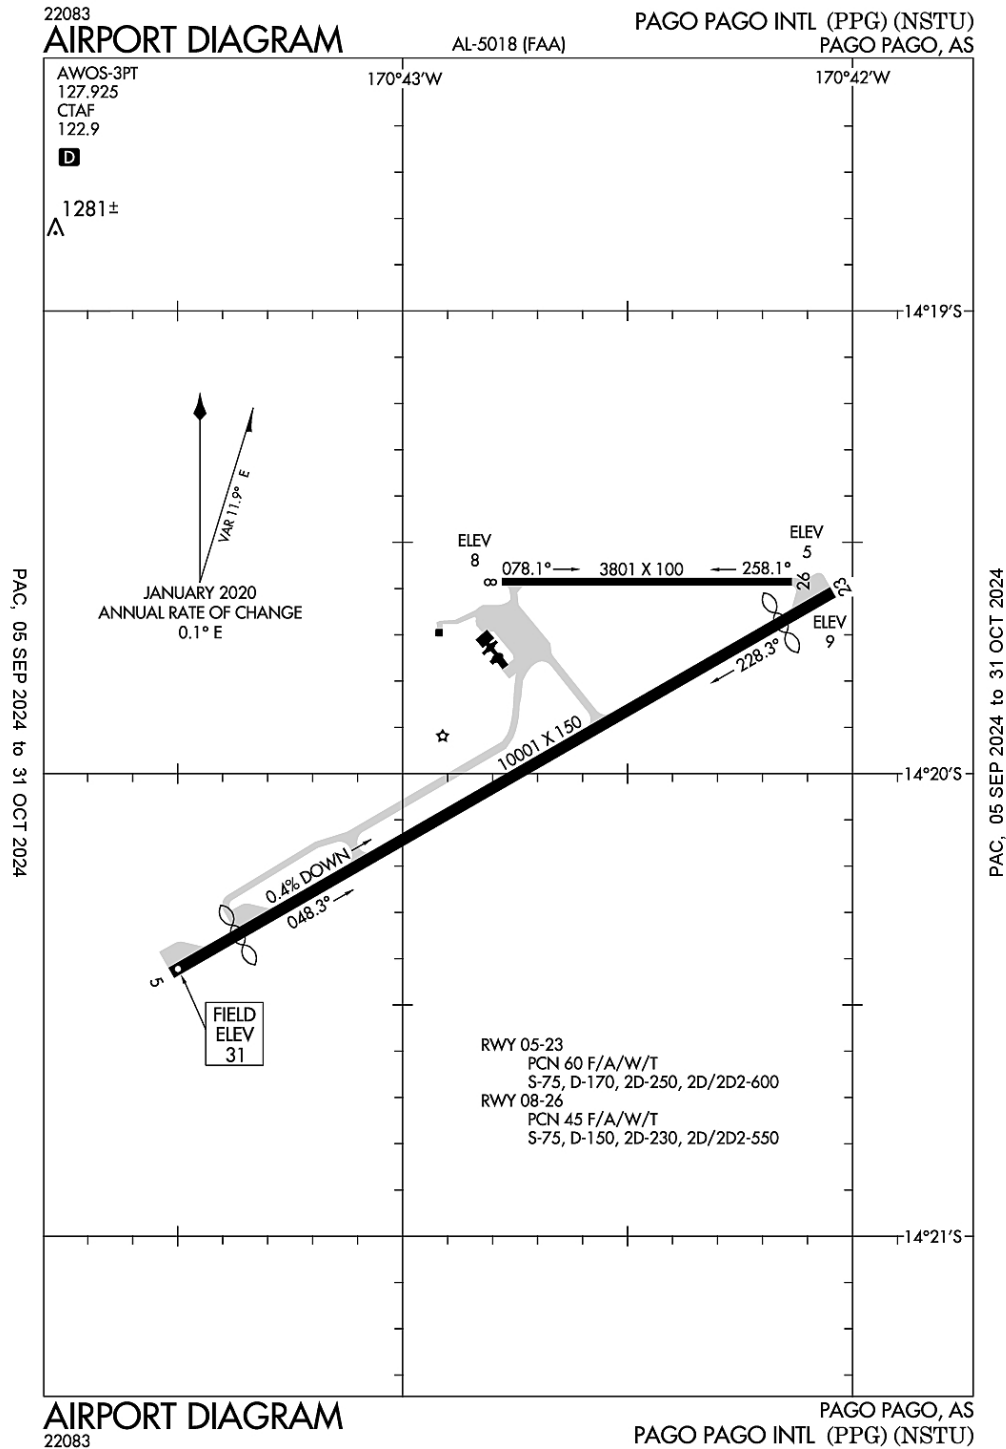 22083
AIRPORT DIAGRAM
AL-5018 (FAA)
PAGO PAGO INTL (PPG) (NSTU)
PAGO PAGO, AS
AWOS-3PT
127.925
CTAF
122.9
D
1281±
170°43'W
170°42'W
14°19'S
VAR 11.9° E
JANUARY 2020
ANNUAL RATE OF CHANGE
0.1° E
ELEV
8
8
078.1°
3801 X 100
258.1°
ELEV
5
26
23
ELEV
9
228.3°
10001 X 150
14°20'S
0.4% DOWN
048.3°
5
FIELD
ELEV
31
RWY 05-23
PCN 60 F/A/W/T
S-75, D-170, 2D-250, 2D/2D2-600
RWY 08-26
PCN 45 F/A/W/T
S-75, D-150, 2D-230, 2D/2D2-550
14°21'S
PAC, 05 SEP 2024 to 31 OCT 2024
PAC, 05 SEP 2024 to 31 OCT 2024
AIRPORT DIAGRAM
22083
PAGO PAGO, AS
PAGO PAGO INTL (PPG) (NSTU)